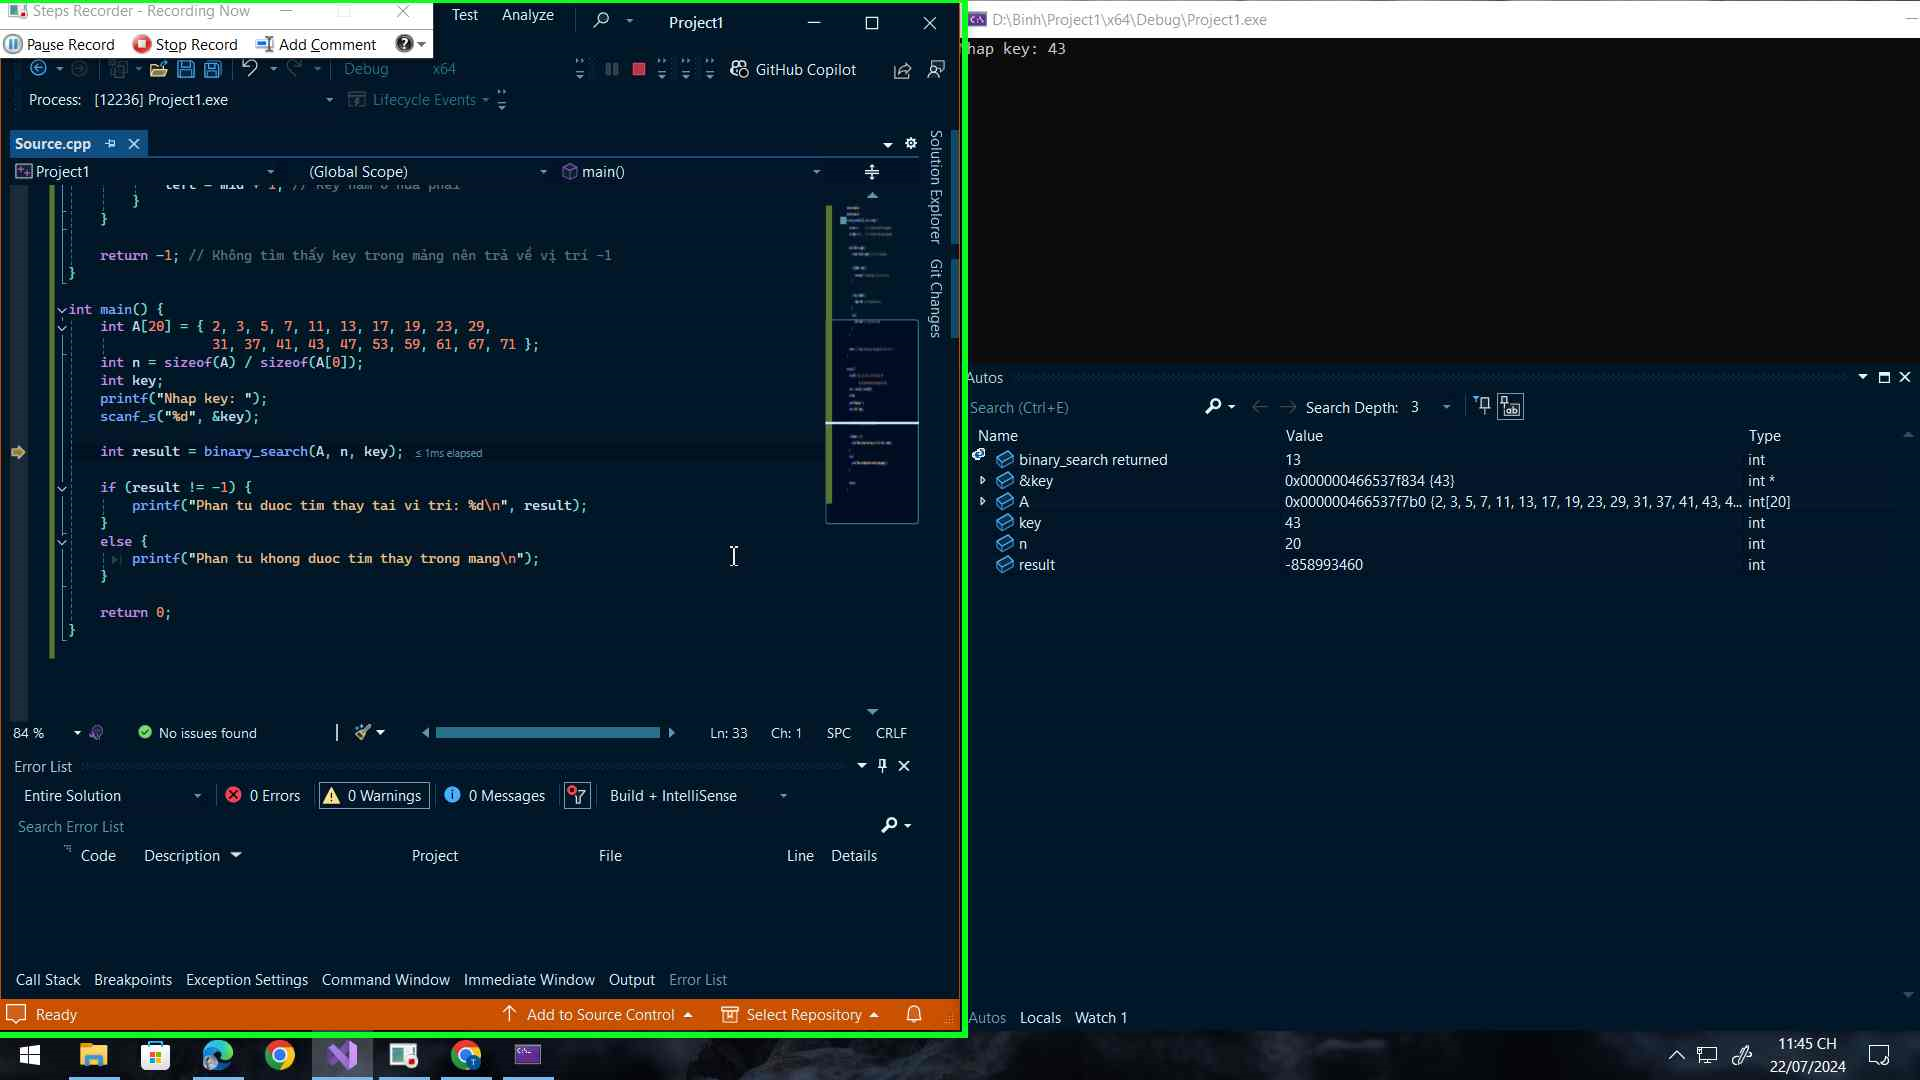 Steps Recorder - Recording Now
Pause Record
Stop Record
Add Comment
Test
Analyze
Project1
Debug
x64
GitHub Copilot
Process:
[12236] Project1.exe
Lifecycle Events
Source.cpp
Project1
(Global Scope)
main()
left = mid + 1; // Key nằm ở nửa phải
}
}
return -1; // Không tìm thấy key trong mảng nên trả về vị trí -1
}
int main() {
int A[20] = { 2, 3, 5, 7, 11, 13, 17, 19, 23, 29,
31, 37, 41, 43, 47, 53, 59, 61, 67, 71 };
int n = sizeof(A) / sizeof(A[0]);
int key;
printf("Nhap key: ");
scanf_s("%d", &key);
int result = binary_search(A, n, key); ≤ 1ms elapsed
if (result != -1) {
printf("Phan tu duoc tim thay tai vi tri: %d\n", result);
}
else {
printf("Phan tu khong duoc tim thay trong mang\n");
}
return 0;
}
Solution Explorer
Git Changes
84 %
No issues found
Ln: 33
Ch: 1
SPC
CRLF
Error List
Entire Solution
0 Errors
0 Warnings
0 Messages
Build + IntelliSense
Search Error List
Code
Description
Project
File
Line
Details
Call Stack
Breakpoints
Exception Settings
Command Window
Immediate Window
Output
Error List
Ready
Add to Source Control
Select Repository
D:\Binh\Project1\x64\Debug\Project1.exe
hap key: 43
Autos
Search (Ctrl+E)
Search Depth:
3
Name
Value
Type
binary_search returned
13
int
&key
0x000000466537f834 {43}
int *
A
0x000000466537f7b0 {2, 3, 5, 7, 11, 13, 17, 19, 23, 29, 31, 37, 41, 43, 4...
int[20]
key
43
int
n
20
int
result
-858993460
int
Autos
Locals
Watch 1
11:45 CH
22/07/2024